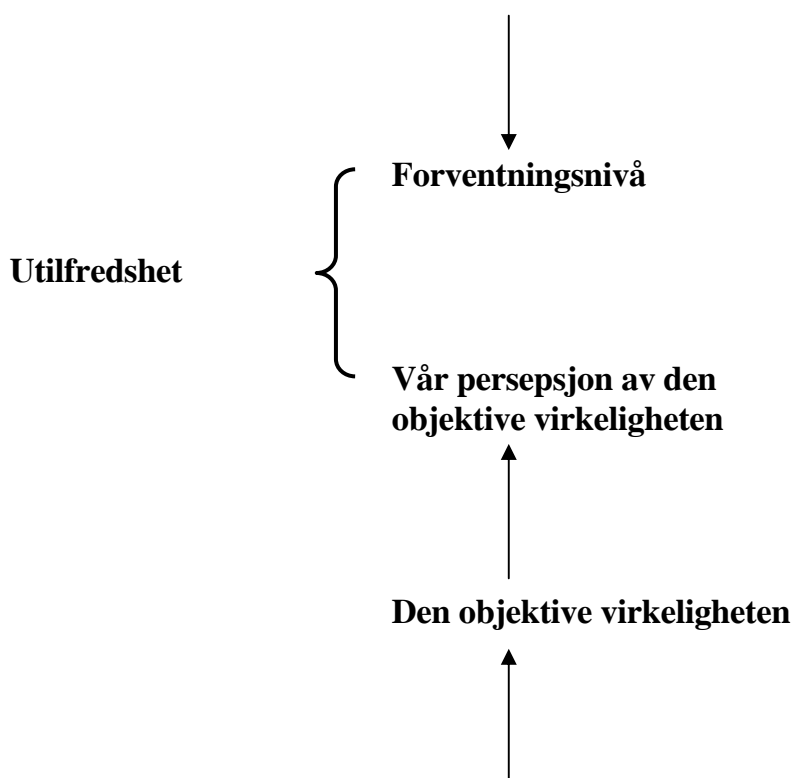 Forventningsnivå
Utilfredshet
Vår persepsjon av den
objektive virkeligheten
Den objektive virkeligheten